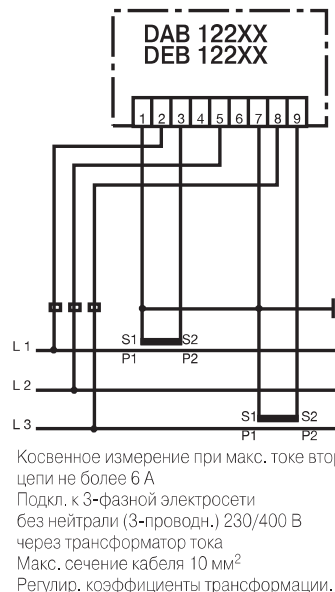 DAB 122XX
DEB 122XX
1 2 3 4 5 6 7 8 9
L 1
S1 S2
P1 P2
L 2
S1 S2
L 3
P1 P2
Косвенное измерение при макс. токе втор
цепи не более 6 А
Подкл. к 3-фазной электросети
без нейтрали (3-проводн.) 230/400 В
через трансформатор тока
Макс. сечение кабеля 10 мм²
Регулир. коэффициенты трансформации.